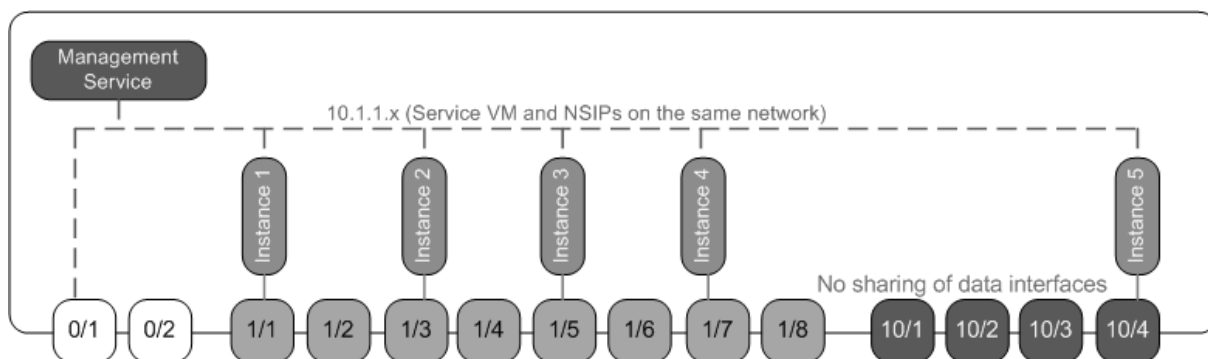 Management
Service
10.1.1.x (Service VM and NSIPs on the same network)
Instance 1
Instance 2
Instance 3
Instance 4
Instance 5
No sharing of data interfaces
0/1
0/2
1/1
1/2
1/3
1/4
1/5
1/6
1/7
1/8
10/1
10/2
10/3
10/4